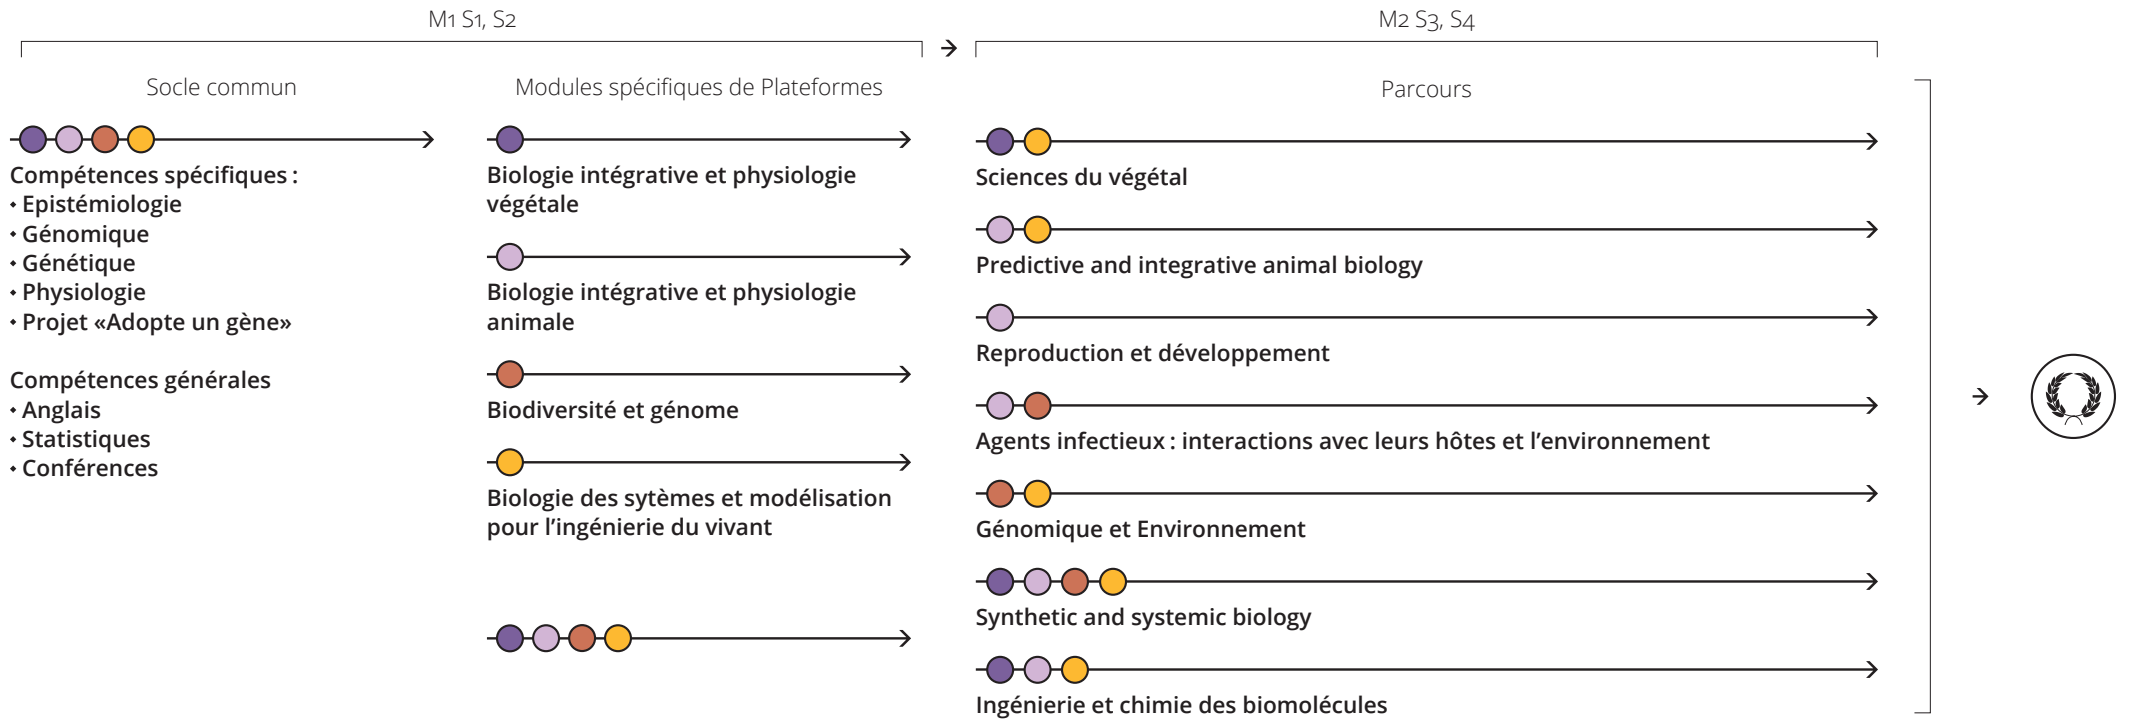 M1 S1, S2
M2 S3, S4
Socle commun
Compétences spécifiques :
• Epistémiologie
• Génomique
• Génétique
• Physiologie
• Projet «Adopte un gène»
Compétences générales
• Anglais
• Statistiques
• Conférences
Modules spécifiques de Plateformes
Biologie intégrative et physiologie
végétale
Biologie intégrative et physiologie
animale
Biodiversité et génome
Biologie des sytèmes et modélisation
pour l’ingénierie du vivant
Parcours
Sciences du végétal
Predictive and integrative animal biology
Reproduction et développement
Agents infectieux : interactions avec leurs hôtes et l’environnement
Génomique et Environnement
Synthetic and systemic biology
Ingénierie et chimie des biomolécules